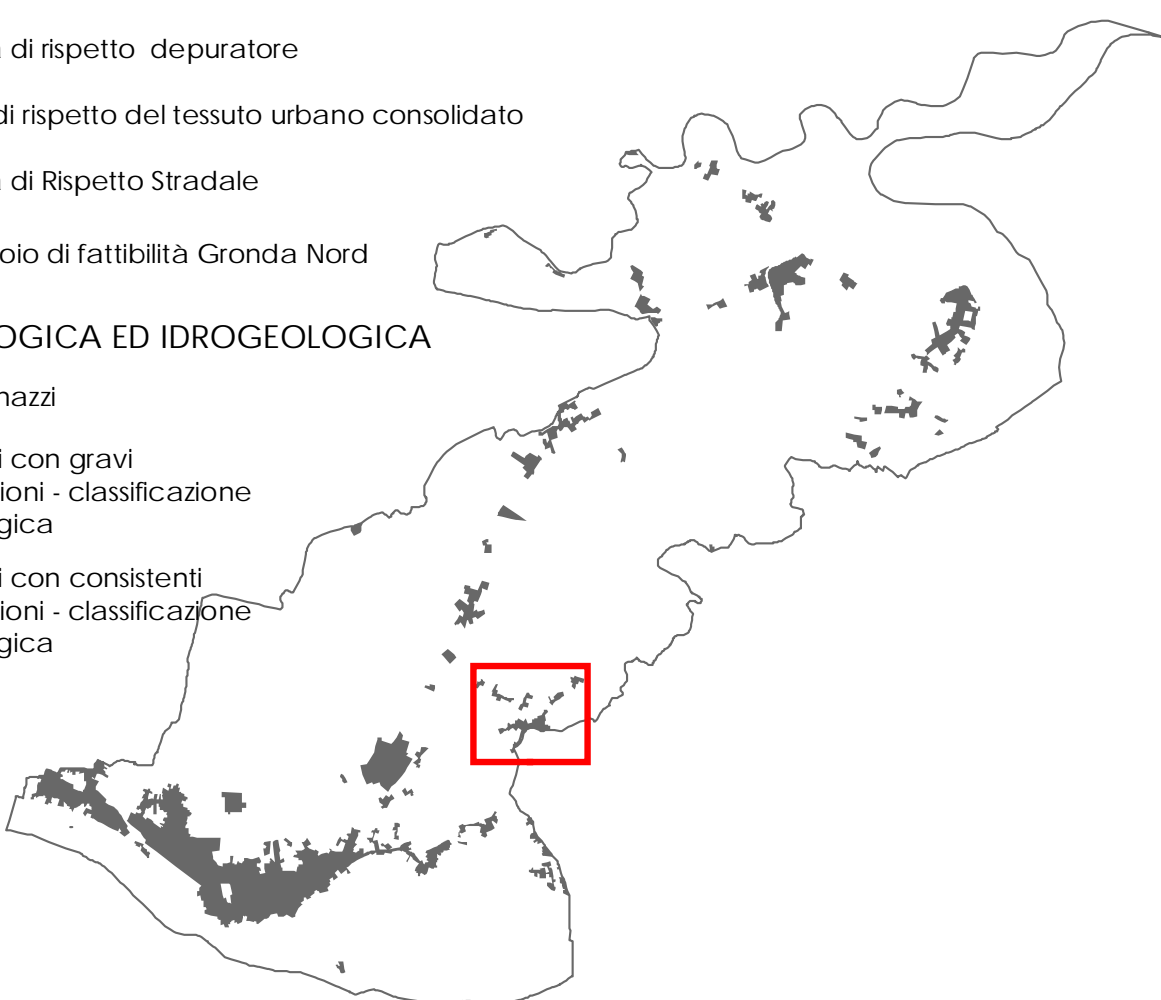 di rispetto depuratore
di rispetto del tessuto urbano consolidato
di Rispetto Stradale
oio di fattibilità Gronda Nord
OGICA ED IDROGEOLOGICA
nazzi
i con gravi
ioni - classificazione
gica
i con consistenti
ioni - classificazione
gica